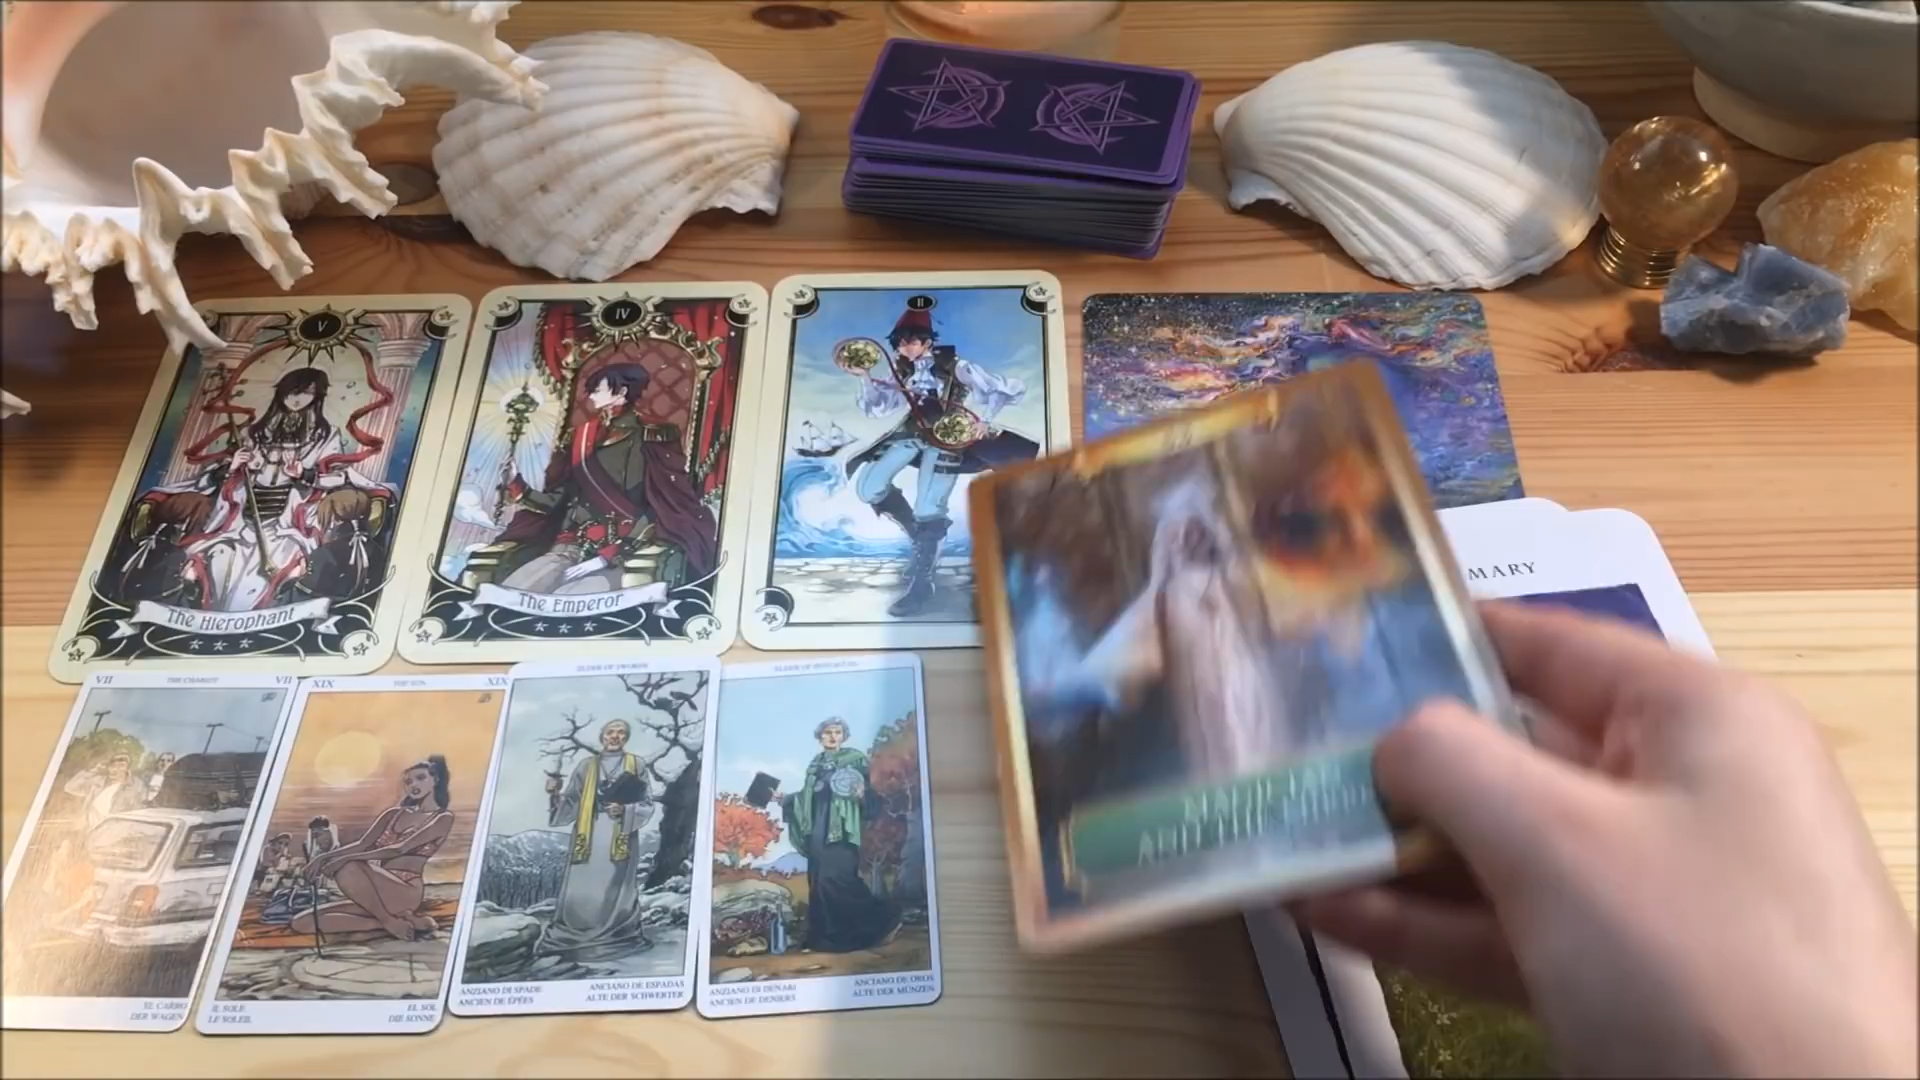 V
The Hierophant
IV
The Emperor
II
MARY
VII THE CHARIOT VII
EL CARRO
DER WAGEN
XIX THE SUN XIX
IL SOLE
LE SOLEIL
EL SOL
DIE SONNE
ELDER OF SWORDS
ANZIANO DI SPADE
ANCIEN DE ÉPÉES
ANCIANO DE ESPADAS
ALTE DER SCHWERTER
ELDER OF PENTACLES
ANZIANO DI DENARI
ANCIEN DE DENIERS
ANCIANO DE OROS
ALTE DER MÜNZEN